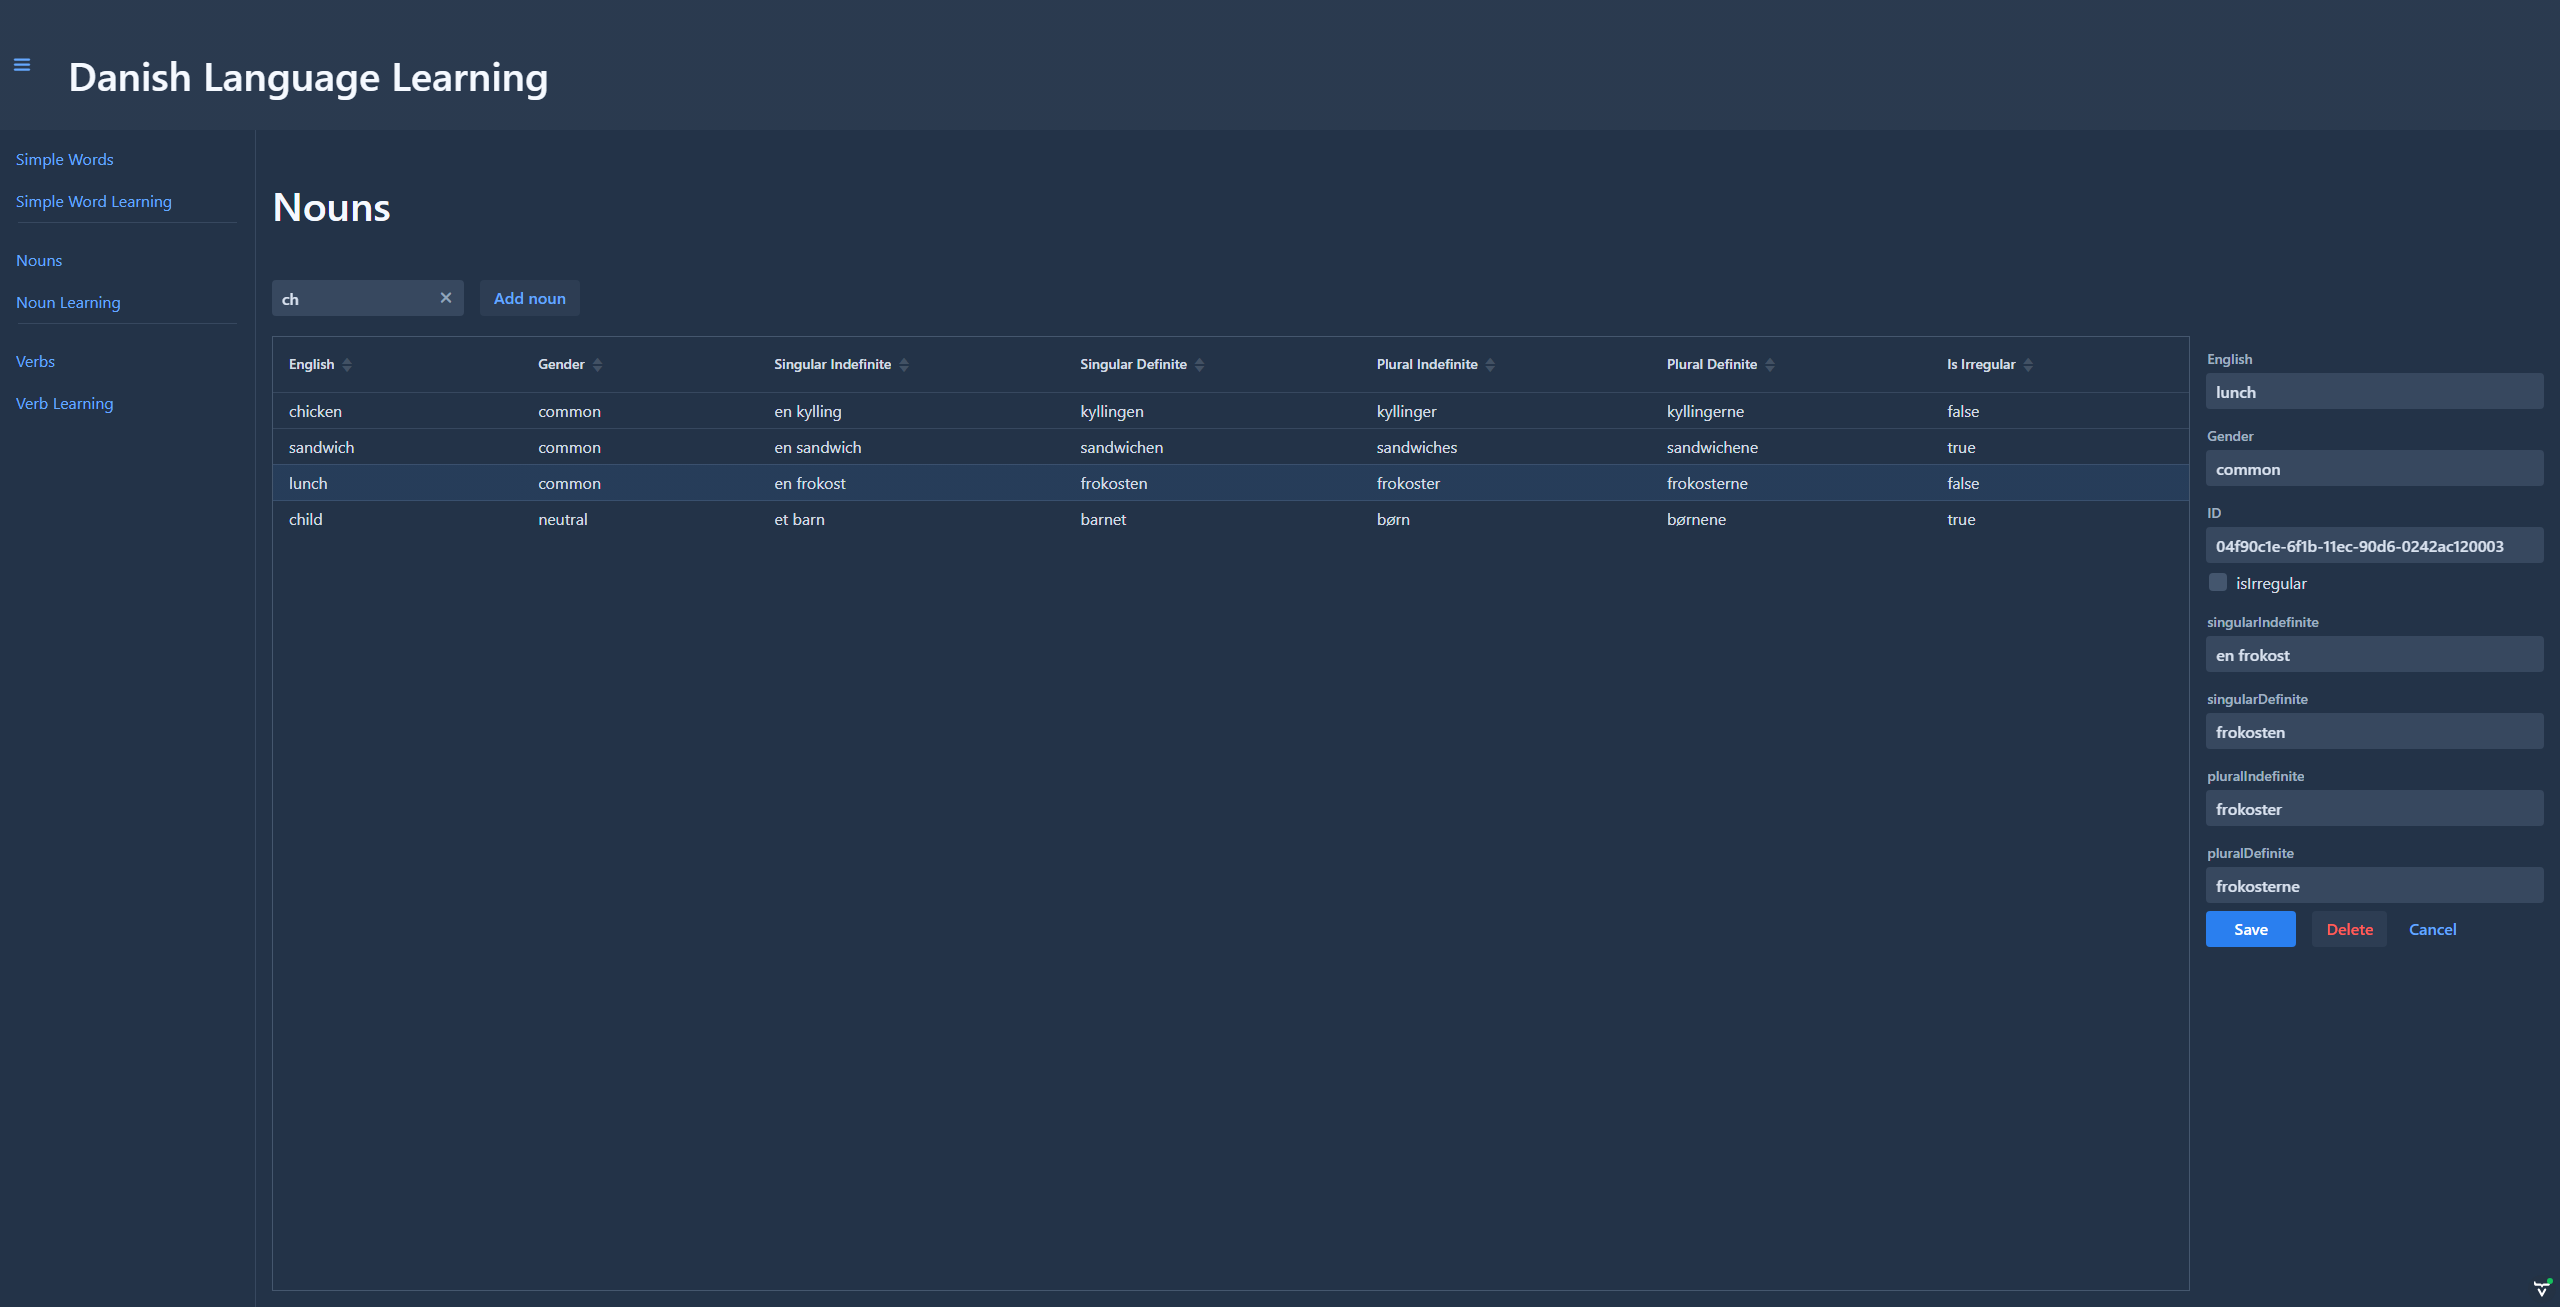 Danish Language Learning
Simple Words
Simple Word Learning
Nouns
Noun Learning
Verbs
Verb Learning
Nouns
ch
Add noun
English Gender Singular Indefinite Singular Definite Plural Indefinite Plural Definite Is Irregular
chicken common en kylling kyllingen kyllinger kyllingerne false
sandwich common en sandwich sandwichen sandwiches sandwichene true
lunch common en frokost frokosten frokoster frokosterne false
child neutral et barn barnet børn børnene true
English
lunch
Gender
common
ID
04f90c1e-6f1b-11ec-90d6-0242ac120003
isIrregular
singularIndefinite
en frokost
singularDefinite
frokosten
pluralIndefinite
frokoster
pluralDefinite
frokosterne
Save Delete Cancel